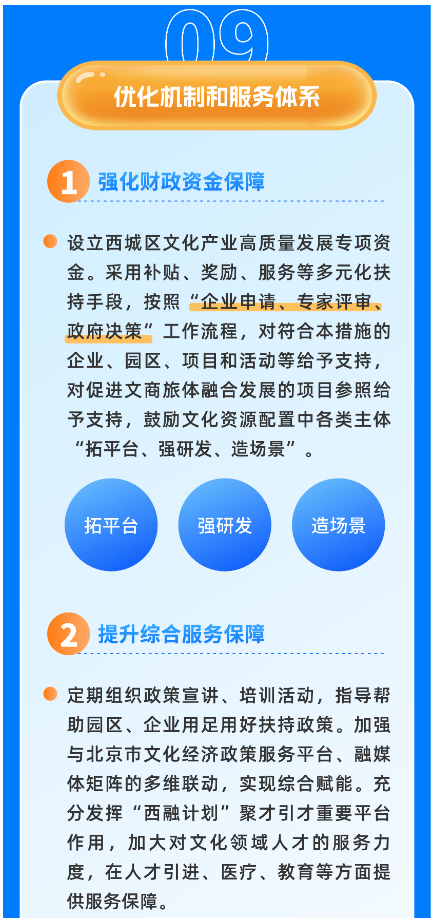 09
优化机制和服务体系
1 强化财政资金保障
设立西城区文化产业高质量发展专项资
金。采用补贴、奖励、服务等多元化扶
持手段，按照“企业申请、专家评审、
政府决策”工作流程，对符合本措施的
企业、园区、项目和活动等给予支持，
对促进文商旅体融合发展的项目参照给
予支持，鼓励文化资源配置中各类主体
“拓平台、强研发、造场景”。
拓平台 强研发 造场景
2 提升综合服务保障
定期组织政策宣讲、培训活动，指导帮
助园区、企业用足用好扶持政策。加强
与北京市文化经济政策服务平台、融媒
体矩阵的多维联动，实现综合赋能。充
分发挥“西融计划”聚才引才重要平台
作用，加大对文化领域人才的服务力
度，在人才引进、医疗、教育等方面提
供服务保障。